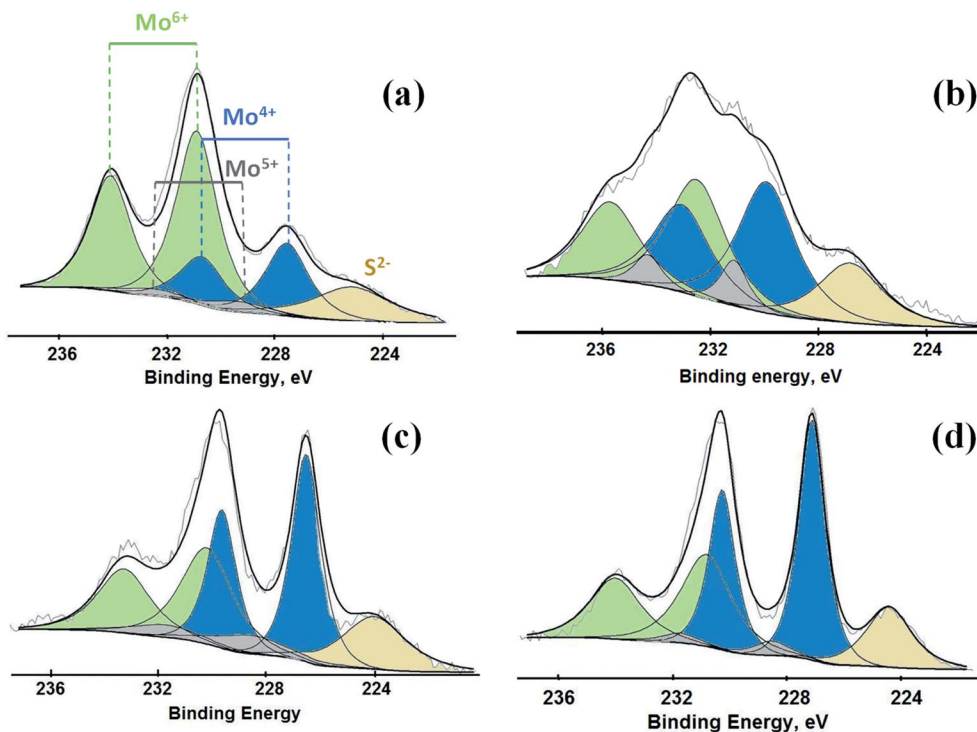 Mo⁶⁺
(a)
Mo⁴⁺
Mo⁵⁺
S²⁻
236 232 228 224
Binding Energy, eV
(b)
236 232 228 224
Binding energy, eV
(c)
236 232 228 224
Binding Energy
(d)
236 232 228 224
Binding Energy, eV